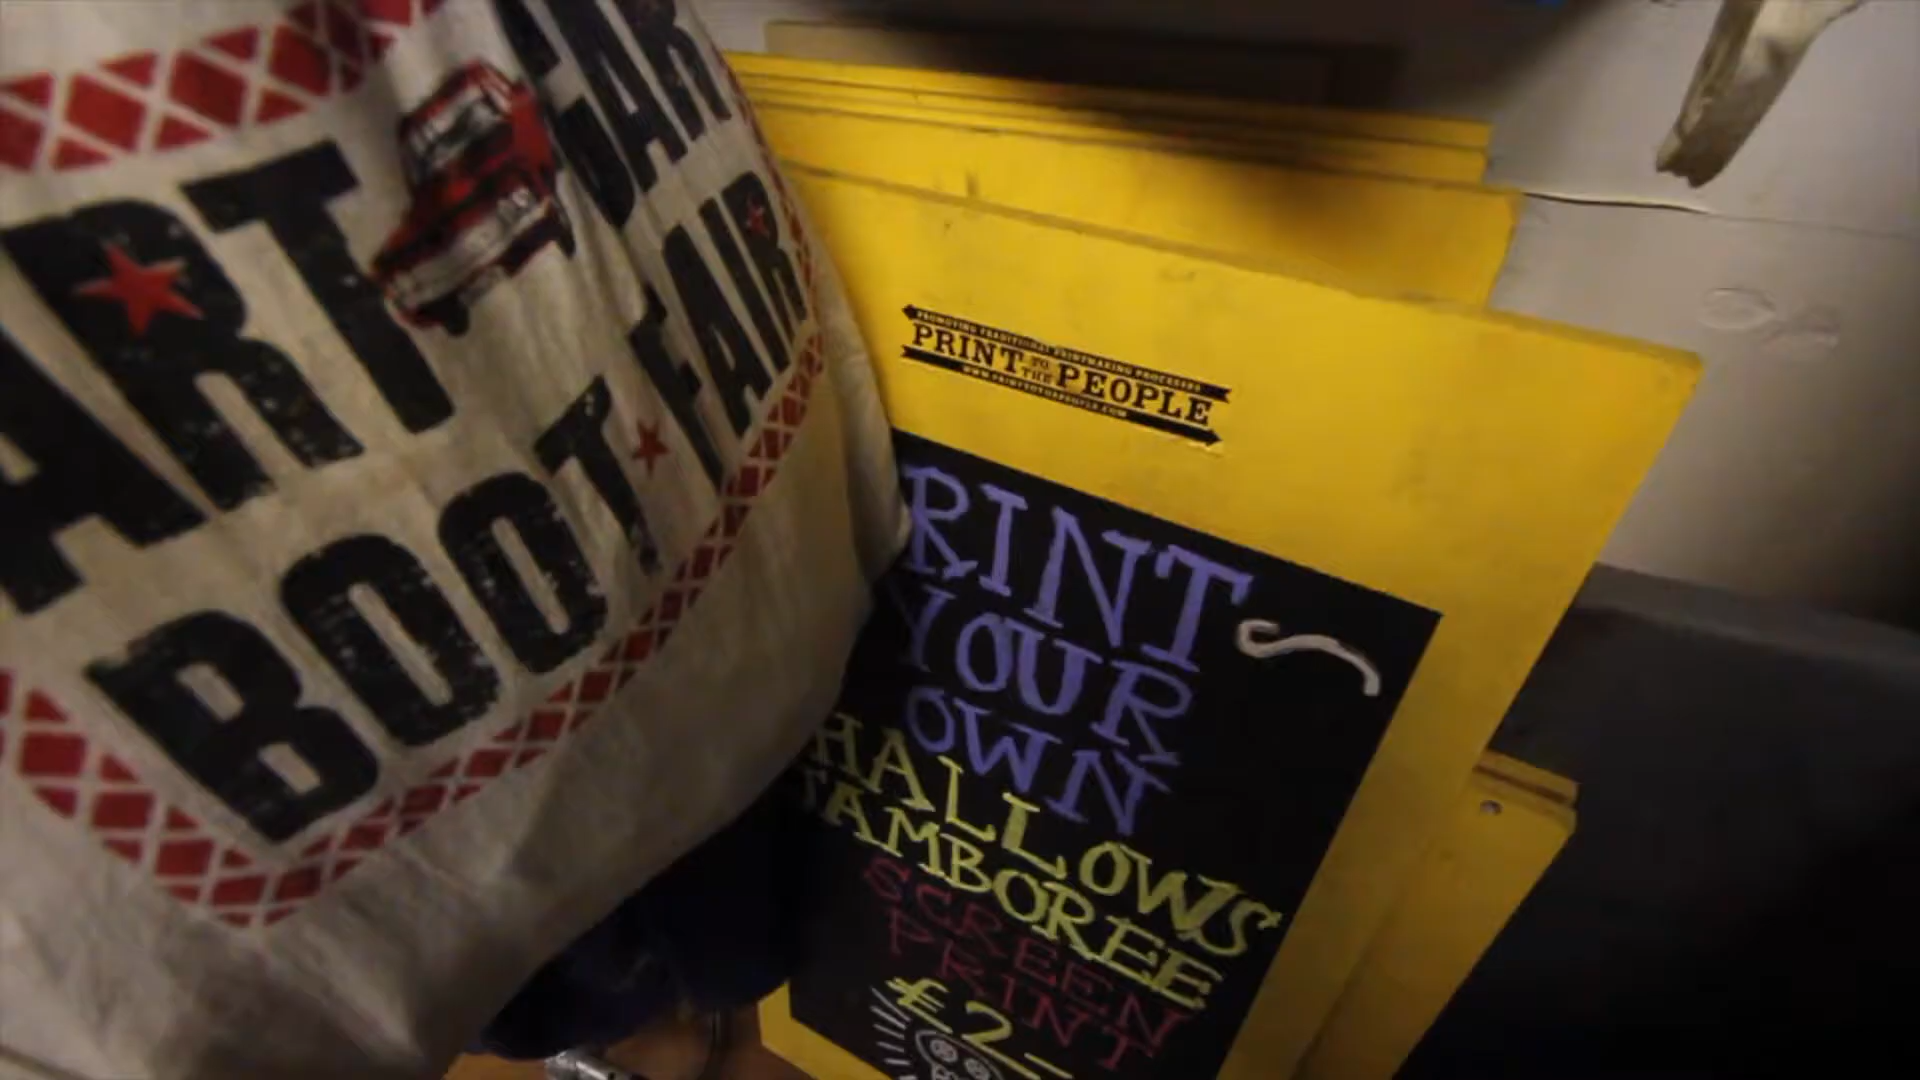 ART CAR
BOOT FAIR
PROMOTING TRADITIONAL PRINTMAKING PROCESSES
PRINT TO THE PEOPLE
WWW.PRINTTOTHEPEOPLE.COM
RINT
YOUR
OWN
HALLOWS
TAMBOREE
SCREEN
PRINT
£2-